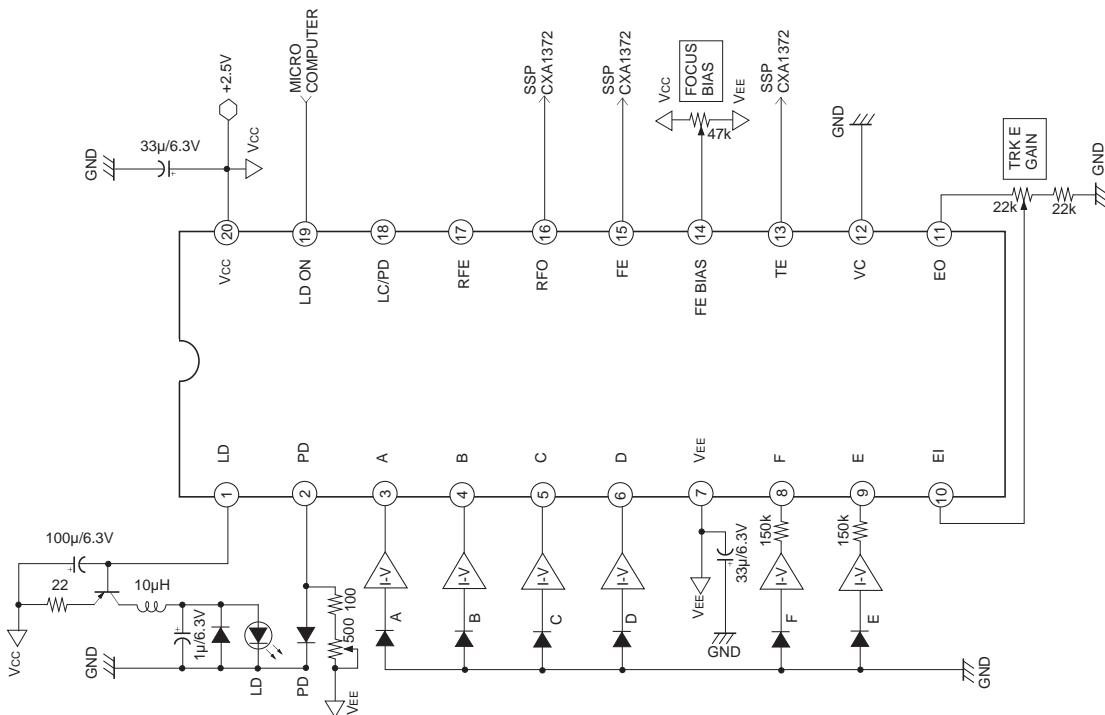 GND
33µ/6.3V
+2.5V
VCC
MICRO
COMPUTER
SSP
CXA1372
SSP
CXA1372
VCC
FOCUS
BIAS
VEE
47k
SSP
CXA1372
GND
TRK E
GAIN
22k
22k
GND
20
19
18
17
16
15
14
13
12
11
VCC
LD ON
LC/PD
RFE
RFO
FE
FE BIAS
TE
VC
EO
LD
PD
A
B
C
D
VEE
F
E
EI
1
2
3
4
5
6
7
8
9
10
100µ/6.3V
22
10µH
1µ/6.3V
VCC
GND
LD
PD
100
500
VEE
I-V
I-V
I-V
I-V
I-V
I-V
A
B
C
D
VEE
33µ/6.3V
GND
150k
150k
F
E
GND